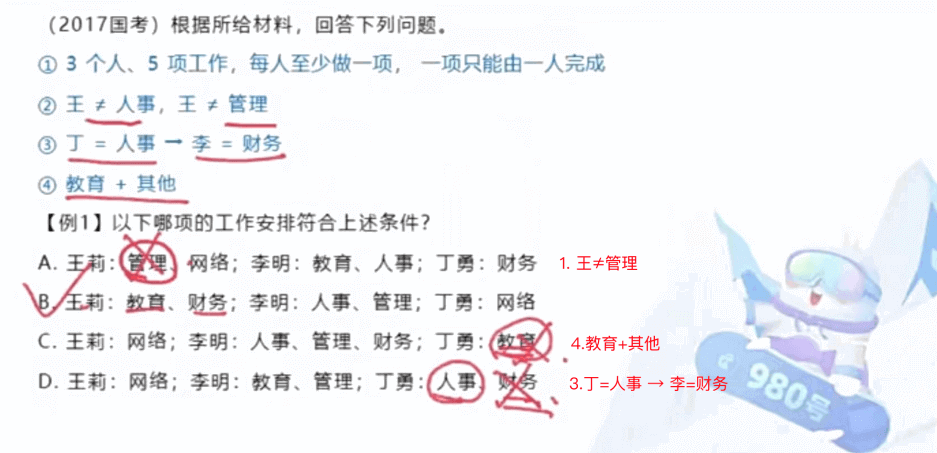 （2017国考）根据所给材料，回答下列问题。
① 3 个人、5 项工作，每人至少做一项， 一项只能由一人完成
② 王 ≠ 人事，王 ≠ 管理
③ 丁 = 人事 → 李 = 财务
④ 教育 + 其他
【例1】以下哪项的工作安排符合上述条件？
A. 王莉：管理、网络；李明：教育、人事；丁勇：财务 1. 王≠管理
B. 王莉：教育、财务；李明：人事、管理；丁勇：网络
C. 王莉：网络；李明：人事、管理、财务；丁勇：教育 4.教育+其他
D. 王莉：网络；李明：教育、管理；丁勇：人事、财务 3.丁=人事 → 李=财务
980号